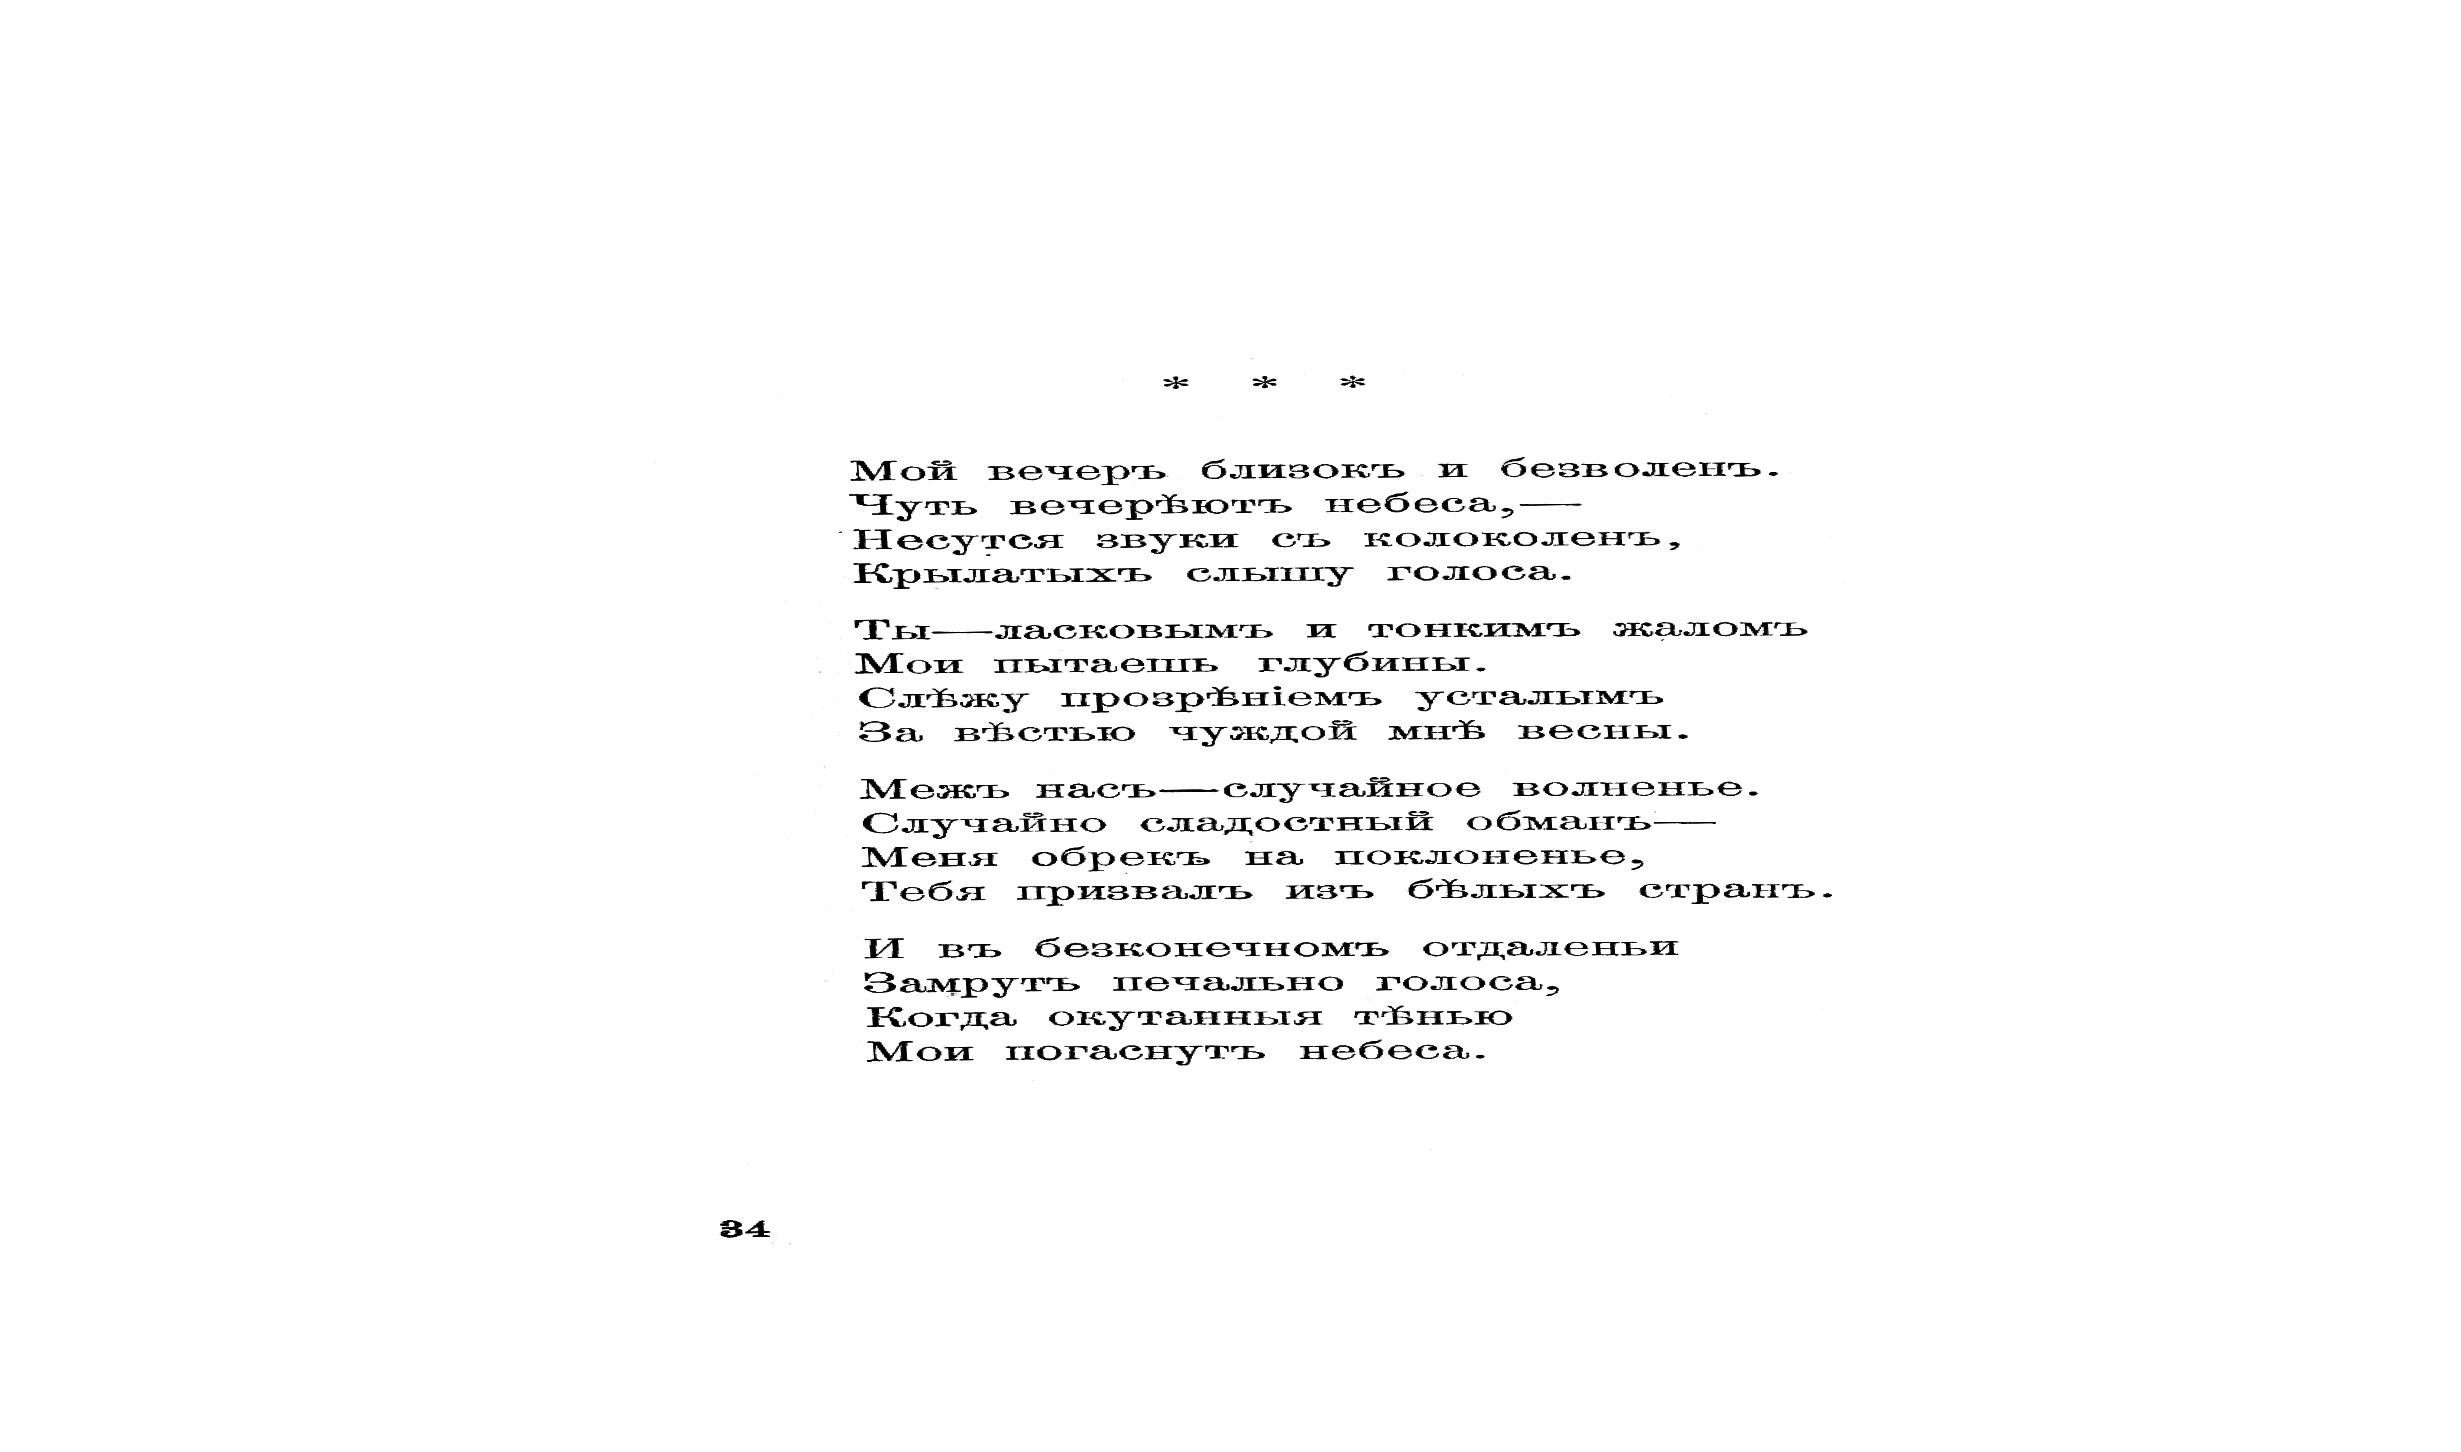 * * *
Мой вечеръ близокъ и безволенъ.
Чуть вечерѣютъ небеса,—
Несутся звуки съ колоколенъ,
Крылатыхъ слышу голоса.
Ты—ласковымъ и тонкимъ жаломъ
Мои пытаешь глубины.
Слѣжу прозрѣніемъ усталымъ
За вѣстью чуждой мнѣ весны.
Межъ насъ—случайное волненье.
Случайно сладостный обманъ—
Меня обрекъ на поклоненье,
Тебя призвалъ изъ бѣлыхъ странъ.
И въ безконечномъ отдаленьи
Замрутъ печально голоса,
Когда окутанныя тѣнью
Мои погаснутъ небеса.
34